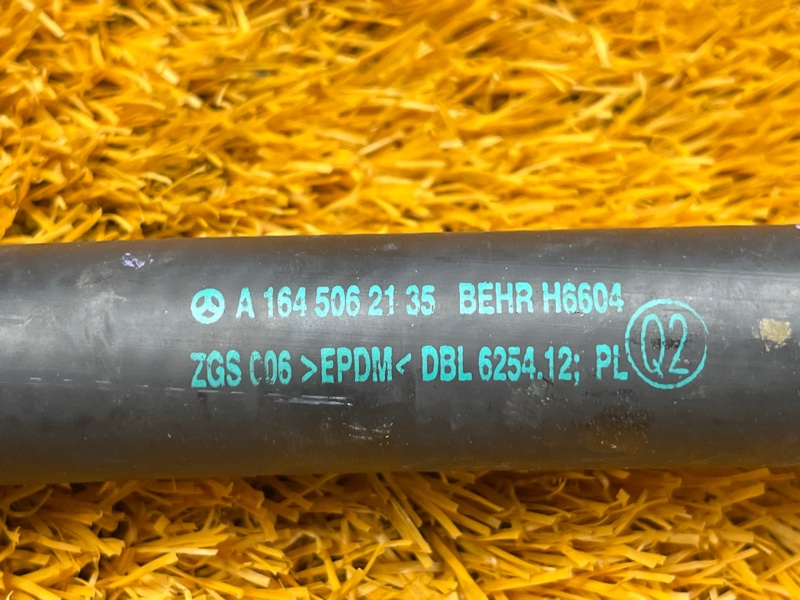 A 164 506 21 35 BEHR H6604
ZGS 006 >EPDM< DBL 6254.12; PL Q2